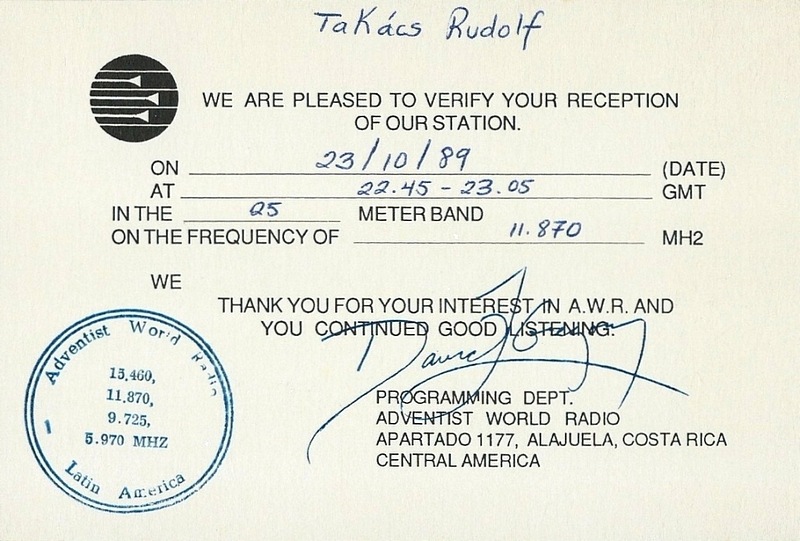 Takács Rudolf
WE ARE PLEASED TO VERIFY YOUR RECEPTION
OF OUR STATION.
ON 23/10/89 (DATE)
AT 22.45 - 23.05 GMT
IN THE 25 METER BAND
ON THE FREQUENCY OF 11.870 MH2
WE
THANK YOU FOR YOUR INTEREST IN A.W.R. AND
YOU CONTINUED GOOD LISTENING.
PROGRAMMING DEPT.
ADVENTIST WORLD RADIO
APARTADO 1177, ALAJUELA, COSTA RICA
CENTRAL AMERICA
Adventist World Radio
15,460,
11.870,
9.725,
5.970 MHZ
Latin America